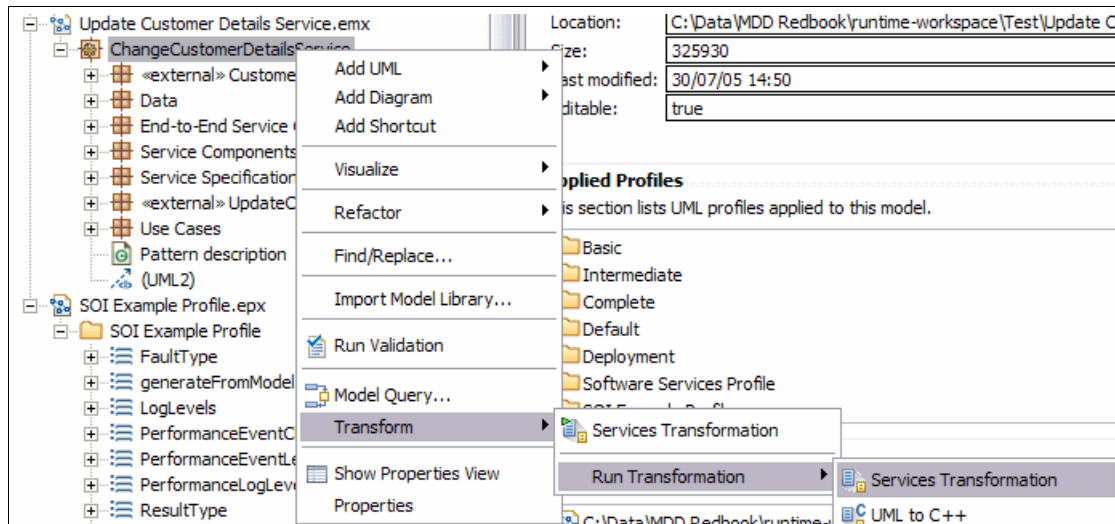 Update Customer Details Service.emx
ChangeCustomerDetailsService
«external» Custome
Data
End-to-End Service
Service Components
Service Specification
«external» UpdateC
Use Cases
Pattern description
(UML2)
SOI Example Profile.epx
SOI Example Profile
FaultType
generateFromModel
LogLevels
PerformanceEventC
PerformanceEventLe
PerformanceLogLeve
ResultType
Add UML
Add Diagram
Add Shortcut
Visualize
Refactor
Find/Replace...
Import Model Library...
Run Validation
Model Query...
Transform
Show Properties View
Properties
Location:
C:\Data\MDD Redbook\runtime-workspace\Test\Update C
Size:
325930
ast modified:
30/07/05 14:50
ditable:
true
pplied Profiles
is section lists UML profiles applied to this model.
Basic
Intermediate
Complete
Default
Deployment
Software Services Profile
SOI Example Profile
Services Transformation
Run Transformation
Services Transformation
UML to C++
C:\Data\MDD Redbook\runtime-